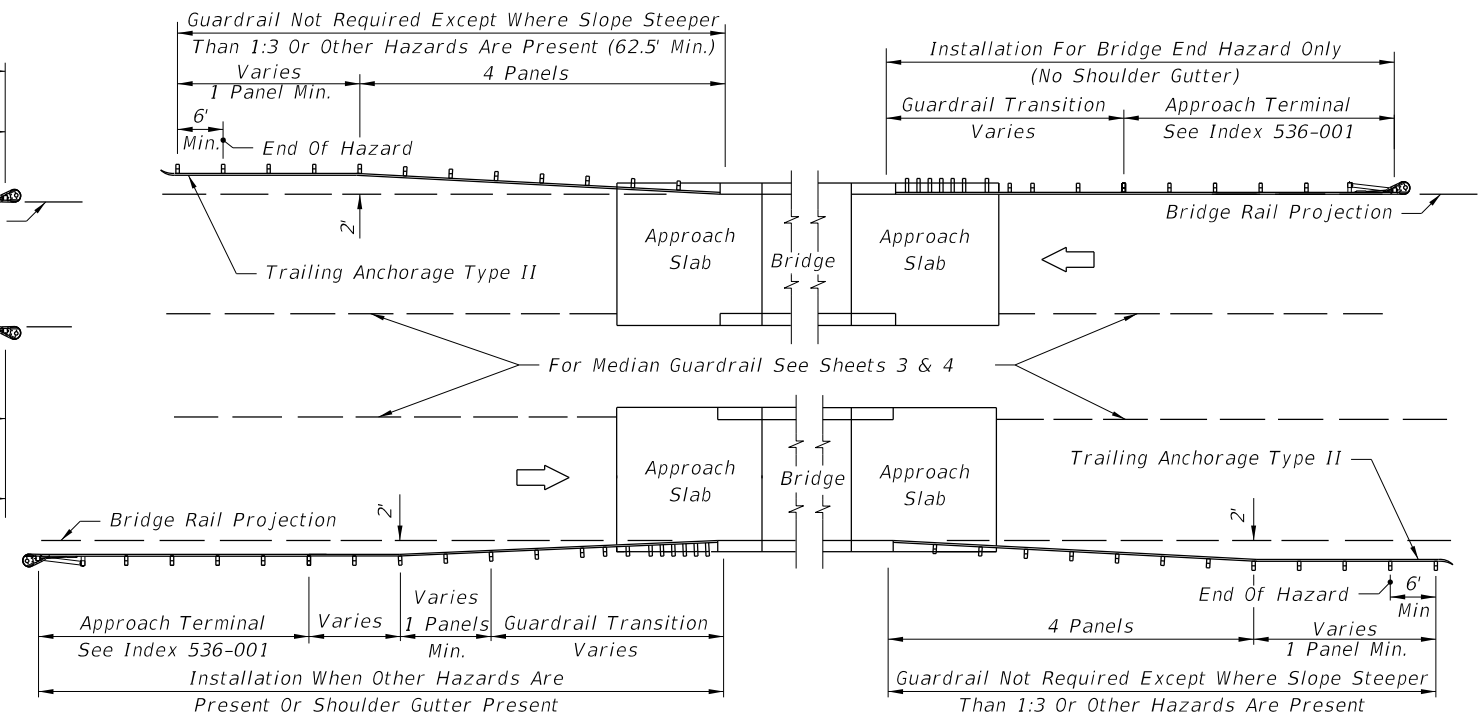 Guardrail Not Required Except Where Slope Steeper
Than 1:3 Or Other Hazards Are Present (62.5' Min.)
Varies
1 Panel Min.
4 Panels
6'
Min.
End Of Hazard
2'
Trailing Anchorage Type II
Installation For Bridge End Hazard Only
(No Shoulder Gutter)
Guardrail Transition
Varies
Approach Terminal
See Index 536-001
Bridge Rail Projection
Approach
Slab
Bridge
Approach
Slab
For Median Guardrail See Sheets 3 & 4
Approach
Slab
Bridge
Approach
Slab
Trailing Anchorage Type II
Bridge Rail Projection
2'
2'
End Of Hazard
6'
Min
Approach Terminal
See Index 536-001
Varies
Varies
1 Panels
Min.
Guardrail Transition
Varies
Installation When Other Hazards Are
Present Or Shoulder Gutter Present
4 Panels
Varies
1 Panel Min.
Guardrail Not Required Except Where Slope Steeper
Than 1:3 Or Other Hazards Are Present